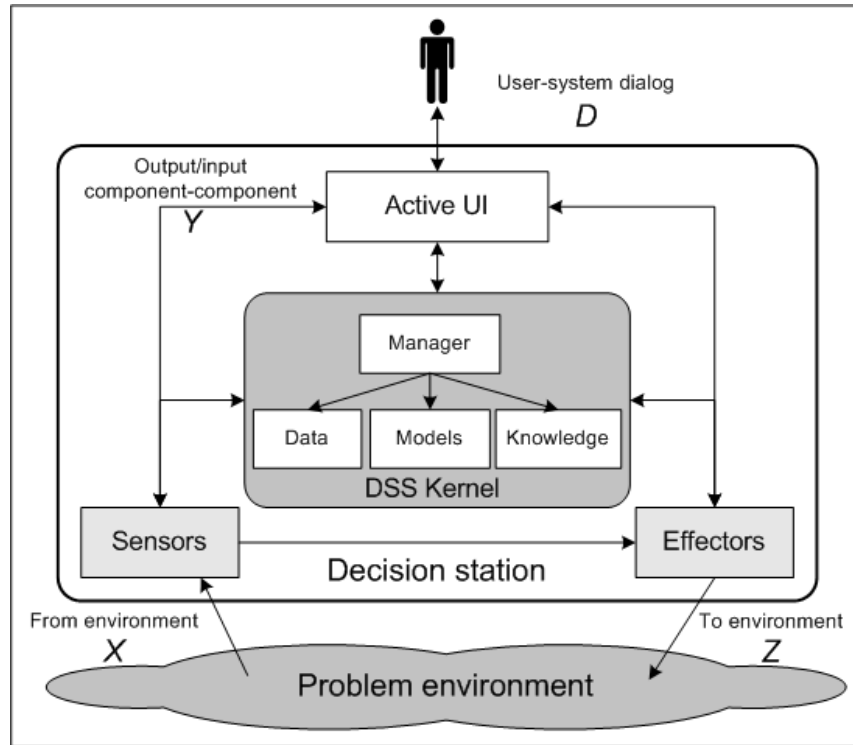 User-system dialog
D
Output/input
component-component
Y
Active UI
Manager
Data
Models
Knowledge
DSS Kernel
Sensors
Effectors
Decision station
From environment
X
To environment
Z
Problem environment